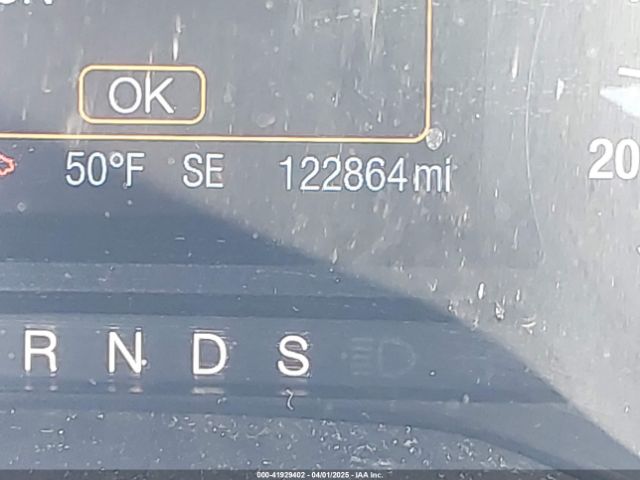 OK
50°F SE 122864 mi
20
R N D S
000-41929402 - 04/01/2025 - IAA Inc.